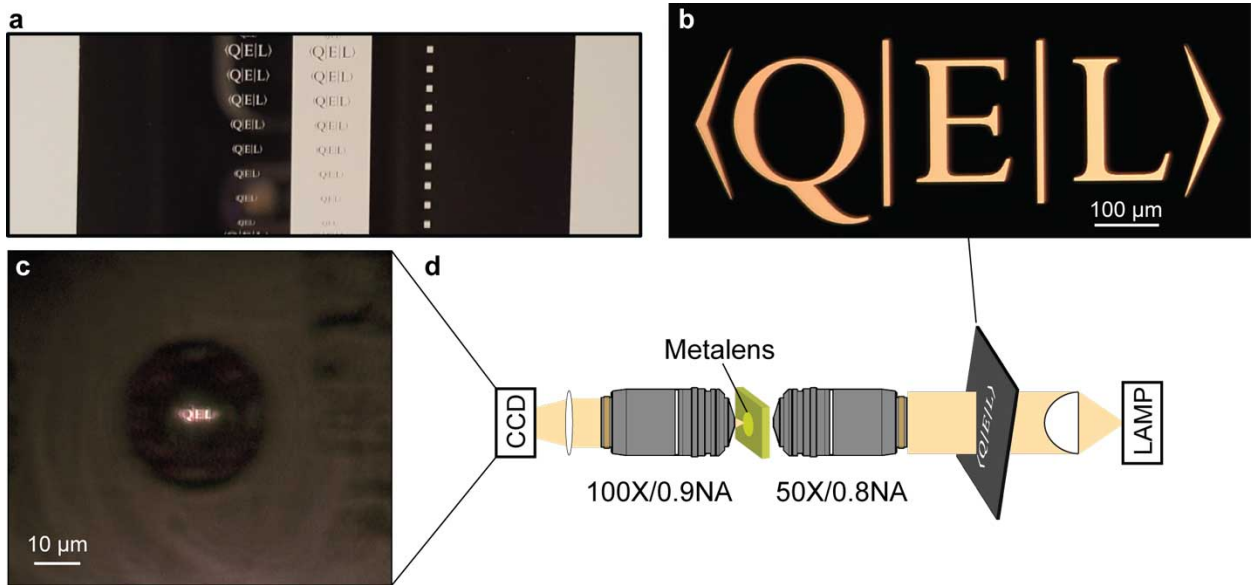 a
⟨Q|E|L⟩ ⟨Q|E|L⟩
⟨Q|E|L⟩ ⟨Q|E|L⟩
⟨Q|E|L⟩ ⟨Q|E|L⟩
⟨Q|E|L⟩ ⟨Q|E|L⟩
⟨Q|E|L⟩ ⟨Q|E|L⟩
b
⟨Q|E|L⟩
100 μm
c
QEL
10 μm
d
Metalens
CCD
100X/0.9NA
50X/0.8NA
⟨Q|E|L⟩
LAMP